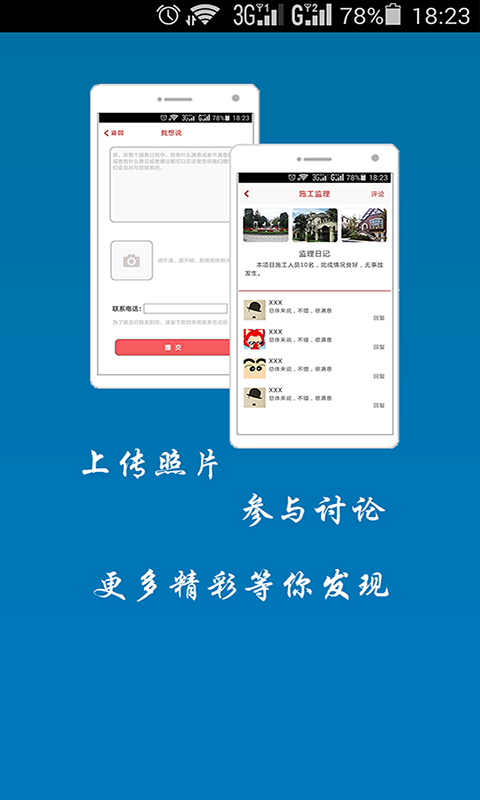 3G G 78% 18:23
3G G 78% 18:23
返回 我想说
联系电话：
提 交
3G G 78% 18:23
施工监理 评论
监理日记
本项目施工人员10名，完成情况良好，无事故
发生。
XXX
总体来说，不错，很满意
回复
XXX
总体来说，不错，很满意
XXX
总体来说，不错，很满意
回复
XXX
总体来说，不错，很满意
回复
上传照片
参与讨论
更多精彩等你发现